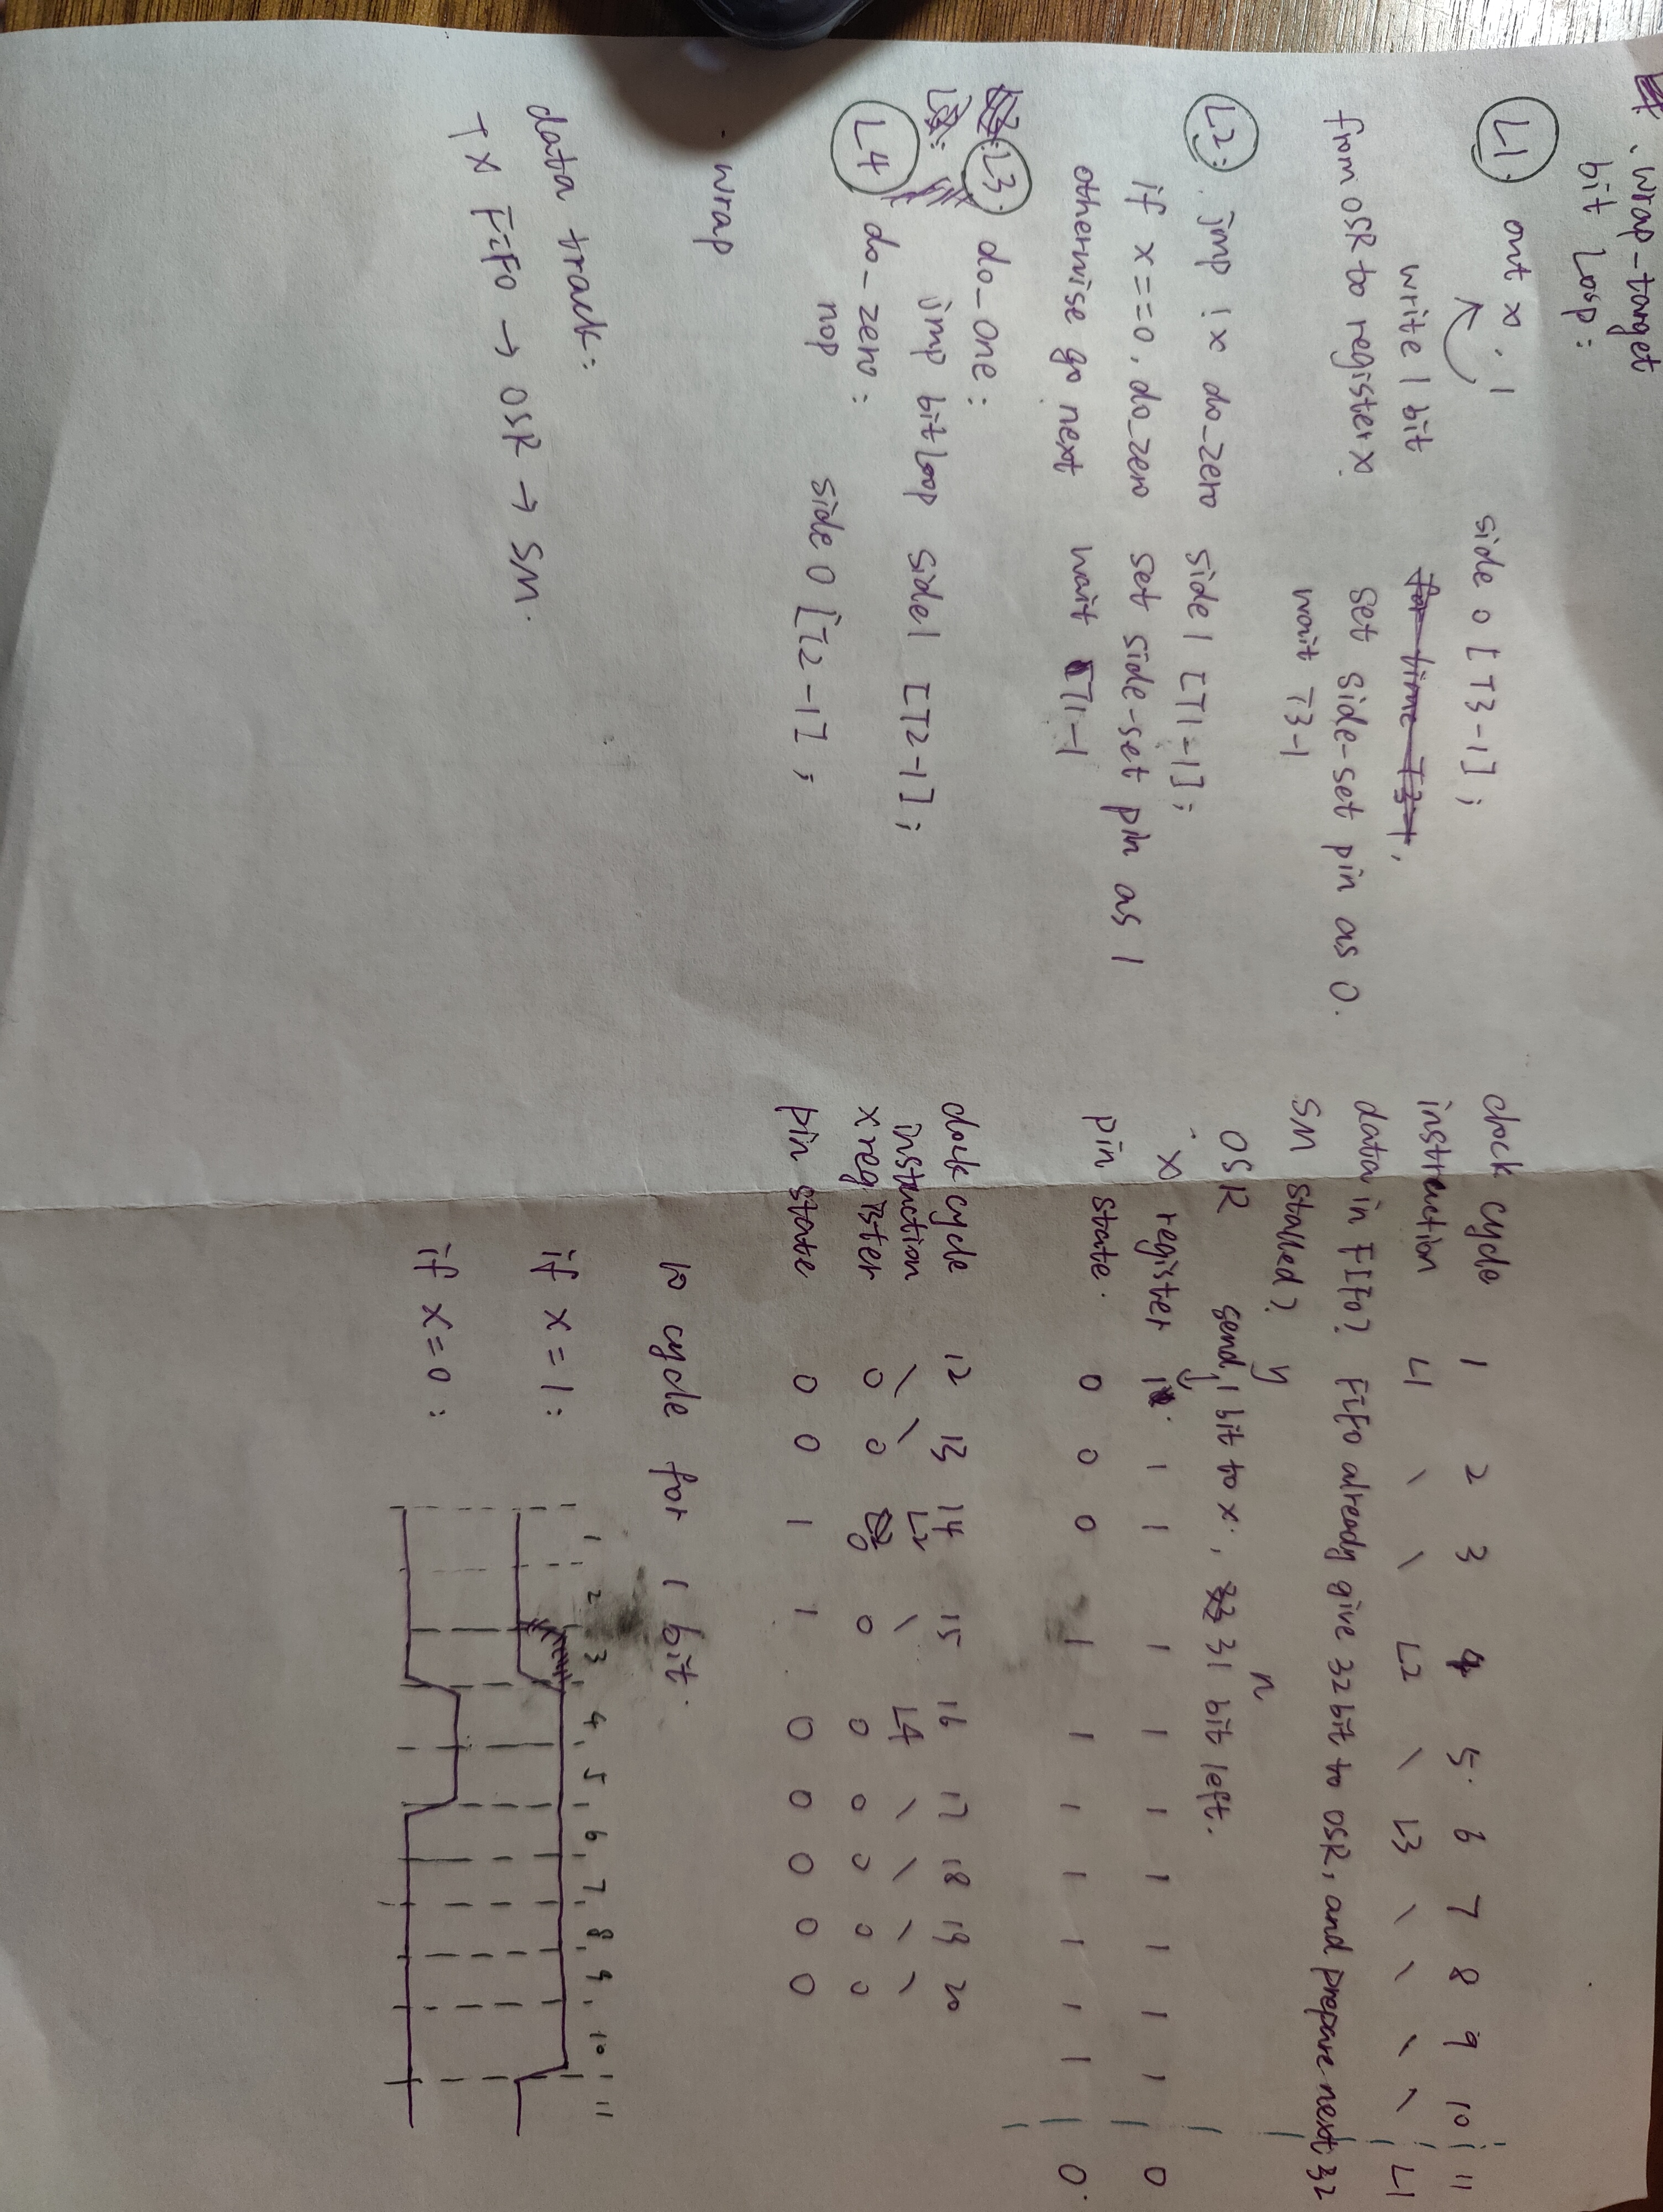 .wrap-target
bit loop:
L1: out x, 1 side 0 [T3-1];
write 1 bit for time T3-1,
from OSR to register x. set side-set pin as 0.
wait T3-1
L2: jmp !x do_zero side 1 [T1-1];
if x==0, do_zero set side-set pin as 1
otherwise go next wait T1-1
L3: do_one:
jmp bitloop side 1 [T2-1];
L4 do_zero:
nop side 0 [T2-1];
wrap
data track:
TX FIFO → OSR → SM.
clock cycle 1 2 3 4 5. 6 7 8 9 10 11
instruction L1 \ \ L2 \ L3 \ \ \ \ L1
data in FIFO? FIFO already give 32bit to OSR, and prepare next 32
SM stalled? y n
OSR send 1 bit to x., 31 bit left.
x register 1 1 1 1 1 1 1 1 1 1 0
pin state. 0 0 0 1 1 1 1 1 1 1 0.
clock cycle 12 13 14 15 16 17 18 19 20
instruction \ \ L2 \ L4 \ \ \ \
x register 0 0 0 0 0 0 0 0 0
pin state 0 0 1 1 0 0 0 0 0
10 cycle for 1 bit.
1 2 3 4 5 6 7 8 9 10 11
if x=1:
if x=0: